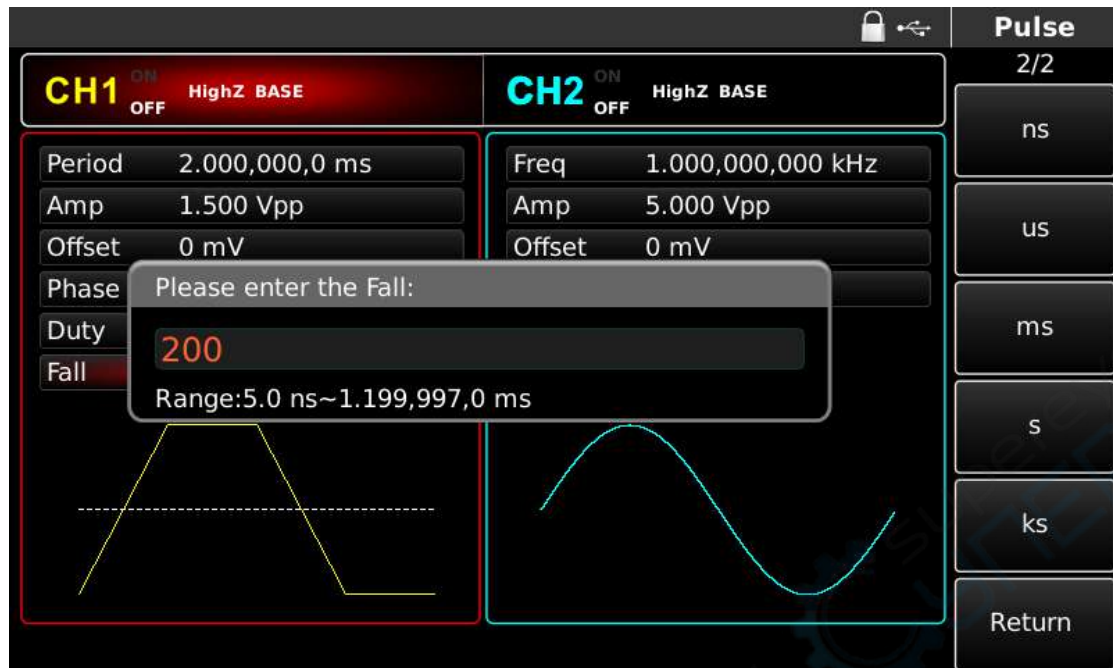 Pulse
2/2
CH1 ON OFF HighZ BASE
CH2 ON OFF HighZ BASE
Period 2.000,000,0 ms
Amp 1.500 Vpp
Offset 0 mV
Phase
Duty
Fall
Freq 1.000,000,000 kHz
Amp 5.000 Vpp
Offset 0 mV
Please enter the Fall:
200
Range:5.0 ns~1.199,997,0 ms
ns
us
ms
s
ks
Return